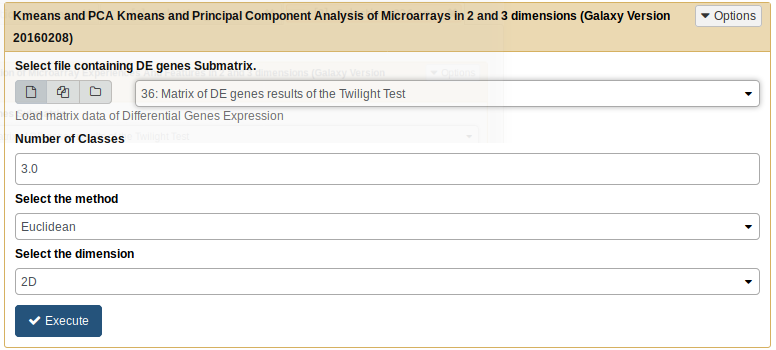 Kmeans and PCA Kmeans and Principal Component Analysis of Microarrays in 2 and 3 dimensions (Galaxy Version
20160208)
Options
Select file containing DE genes Submatrix.
36: Matrix of DE genes results of the Twilight Test
Load matrix data of Differential Genes Expression
Number of Classes
3.0
Select the method
Euclidean
Select the dimension
2D
Execute